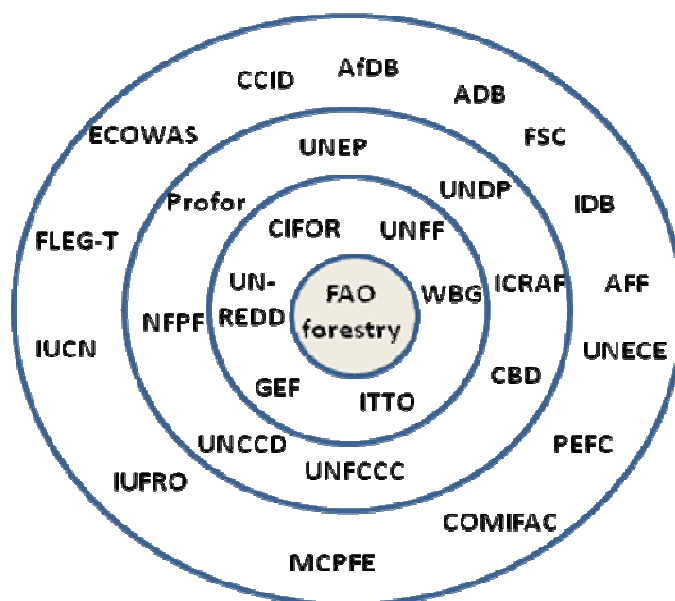 AfDB
CCID
ADB
FSC
ECOWAS
UNEP
UNDP
Profor
IDB
CIFOR
UNFF
FLEG-T
UN-
REDD
FAO
forestry
WBG
ICRAF
AFF
NFPF
IUCN
UNECE
CBD
GEF
ITTO
UNCCD
PEFC
UNFCCC
IUFRO
COMIFAC
MCPFE